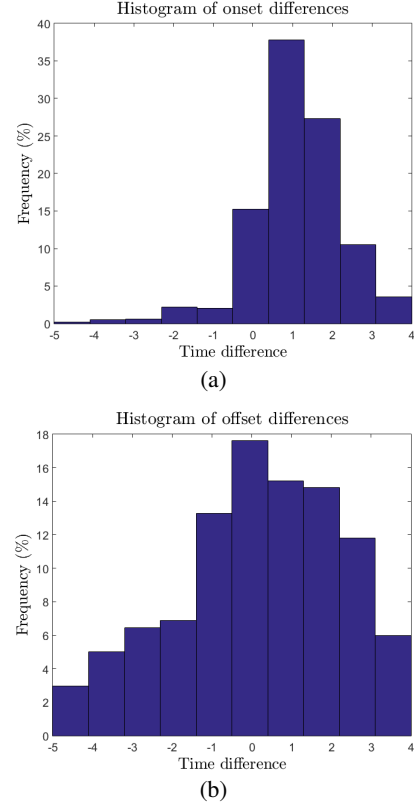 Histogram of onset differences
40
35
30
25
20
15
10
5
0
Frequency (%)
-5 -4 -3 -2 -1 0 1 2 3 4
Time difference
(a)
Histogram of offset differences
18
16
14
12
10
8
6
4
2
0
Frequency (%)
-5 -4 -3 -2 -1 0 1 2 3 4
Time difference
(b)